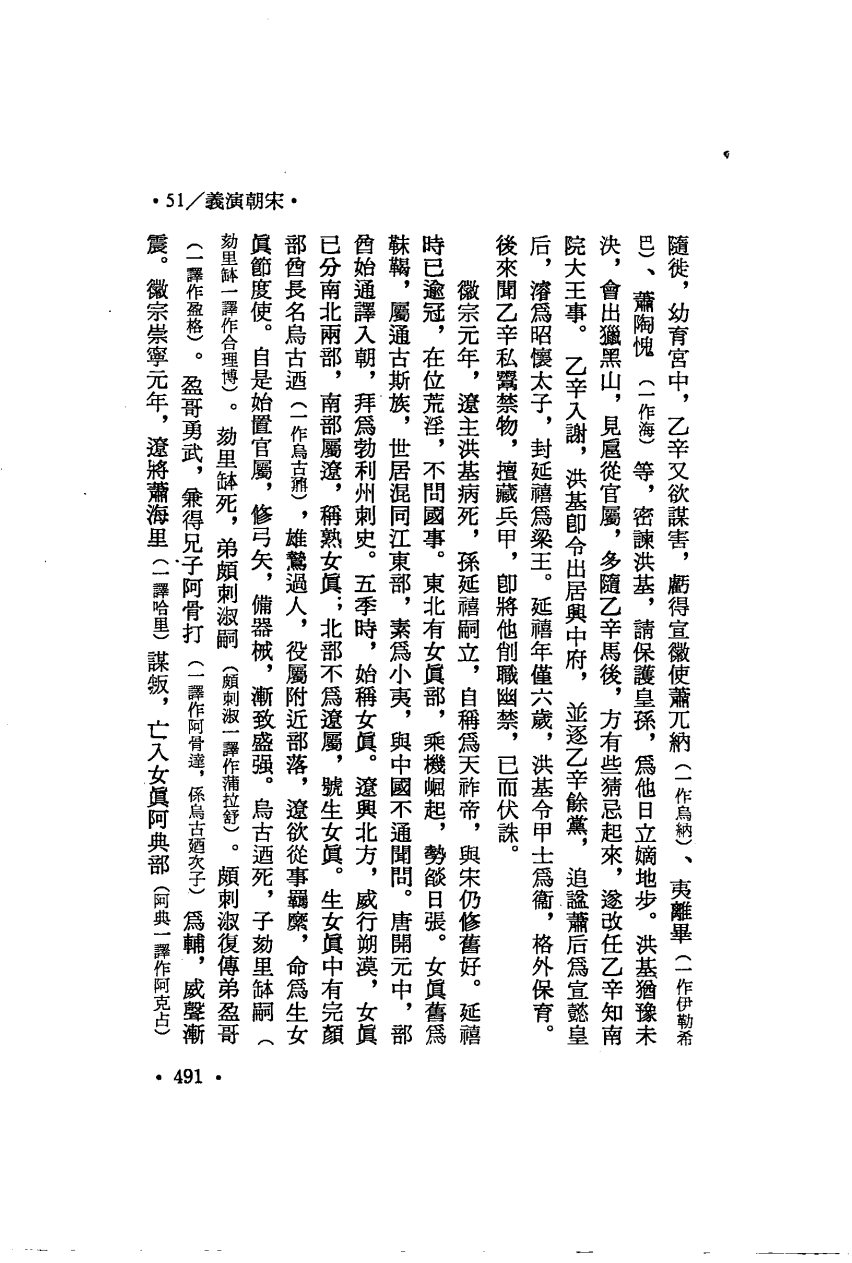 •宋朝演義／51•
隨徙，幼育宮中，乙辛又欲謀害，虧得宣徽使蕭兀納（一作烏納）、夷離畢（一作伊勒希
巴）、蕭陶愧（一作海）等，密諫洪基，請保護皇孫，爲他日立嫡地步。洪基猶豫未
決，會出獵黑山，見扈從官屬，多隨乙辛馬後，方有些猜忌起來，遂改任乙辛知南
院大王事。乙辛入謝，洪基卽令出居興中府，並逐乙辛餘黨，追謚蕭后爲宣懿皇
后，濬爲昭懷太子，封延禧爲梁王。延禧年僅六歲，洪基令甲士爲衞，格外保育。
後來聞乙辛私鬻禁物，擅藏兵甲，卽將他削職幽禁，已而伏誅。
徽宗元年，遼主洪基病死，孫延禧嗣立，自稱爲天祚帝，與宋仍修舊好。延禧
時已逾冠，在位荒淫，不問國事。東北有女眞部，乘機崛起，勢燄日張。女眞舊爲
靺鞨，屬通古斯族，世居混同江東部，素爲小夷，與中國不通聞問。唐開元中，部
酋始通譯入朝，拜爲勃利州刺史。五季時，始稱女眞。遼興北方，威行朔漠，女眞
已分南北兩部，南部屬遼，稱熟女眞；北部不爲遼屬，號生女眞。生女眞中有完顏
部酋長名烏古迺（一作烏古鼐），雄鷙過人，役屬附近部落，遼欲從事羈縻，命爲生女
眞節度使。自是始置官屬，修弓矢，備器械，漸致盛强。烏古迺死，子劾里缽嗣（
劾里缽一譯作合理博）。劾里缽死，弟頗刺淑嗣（頗刺淑一譯作蒲拉舒）。頗刺淑復傳弟盈哥
（一譯作盈格）。盈哥勇武，兼得兄子阿骨打（一譯作阿骨達，係烏古廼次子）爲輔，威聲漸
震。徽宗崇寧元年，遼將蕭海里（一譯哈里）謀叛，亡入女眞阿典部（阿典一譯作阿克占）
•491•